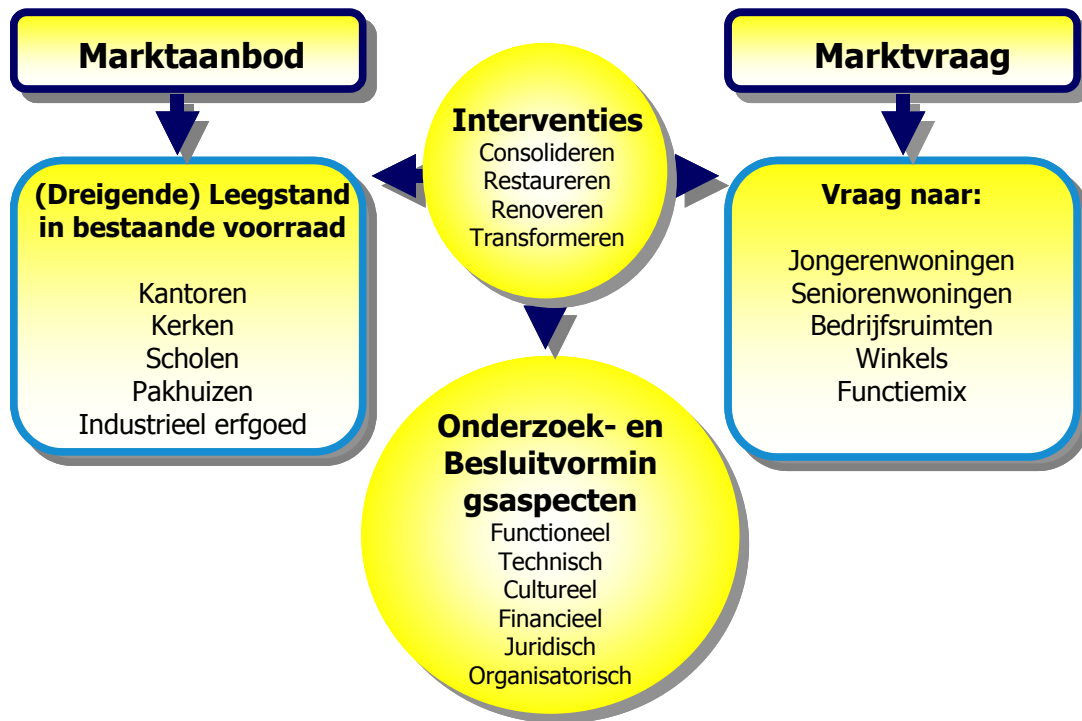 Marktaanbod
(Dreigende) Leegstand
in bestaande voorraad
Kantoren
Kerken
Scholen
Pakhuizen
Industrieel erfgoed
Interventies
Consolideren
Restaureren
Renoveren
Transformeren
Marktvraag
Vraag naar:
Jongerenwoningen
Seniorenwoningen
Bedrijfsruimten
Winkels
Functiemix
Onderzoek- en
Besluitvormin
gsaspecten
Functioneel
Technisch
Cultureel
Financieel
Juridisch
Organisatorisch